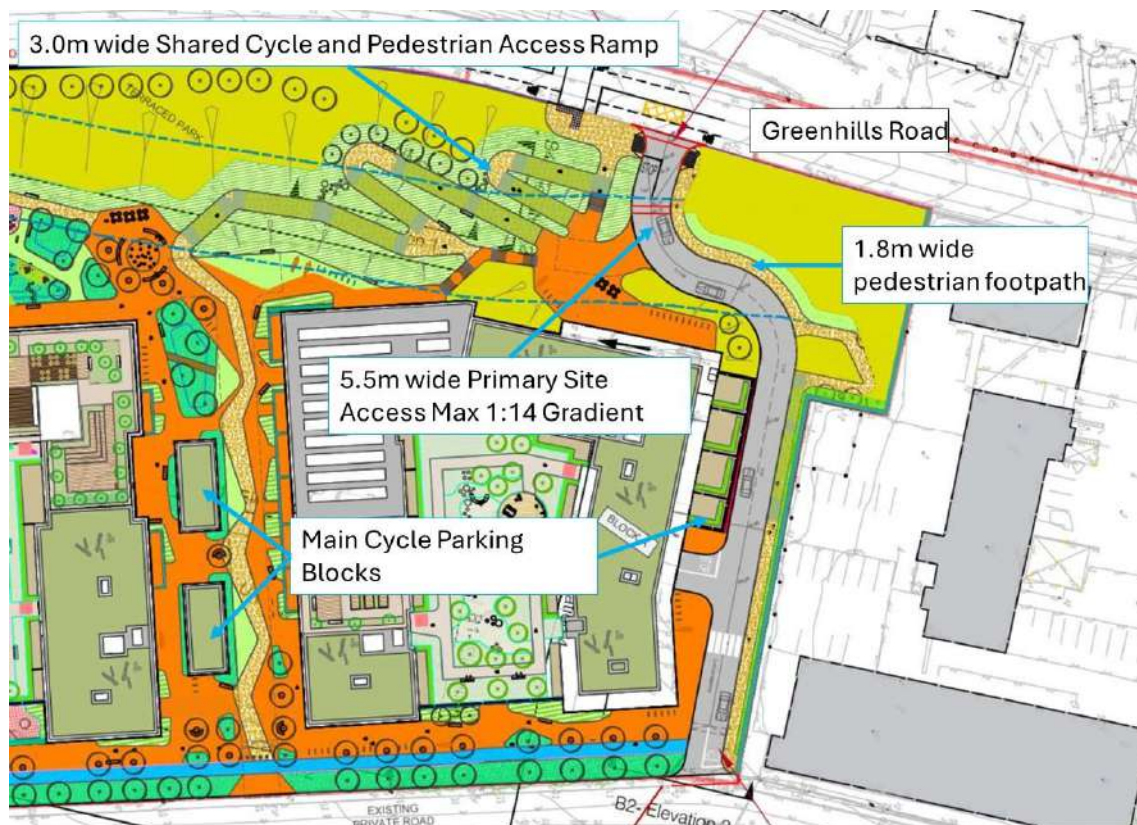 3.0m wide Shared Cycle and Pedestrian Access Ramp
TERRACED PARK
Greenhills Road
1.8m wide
pedestrian footpath
5.5m wide Primary Site
Access Max 1:14 Gradient
BLOCK
Main Cycle Parking
Blocks
EXISTING
PRIVATE ROAD
B2- Elevation